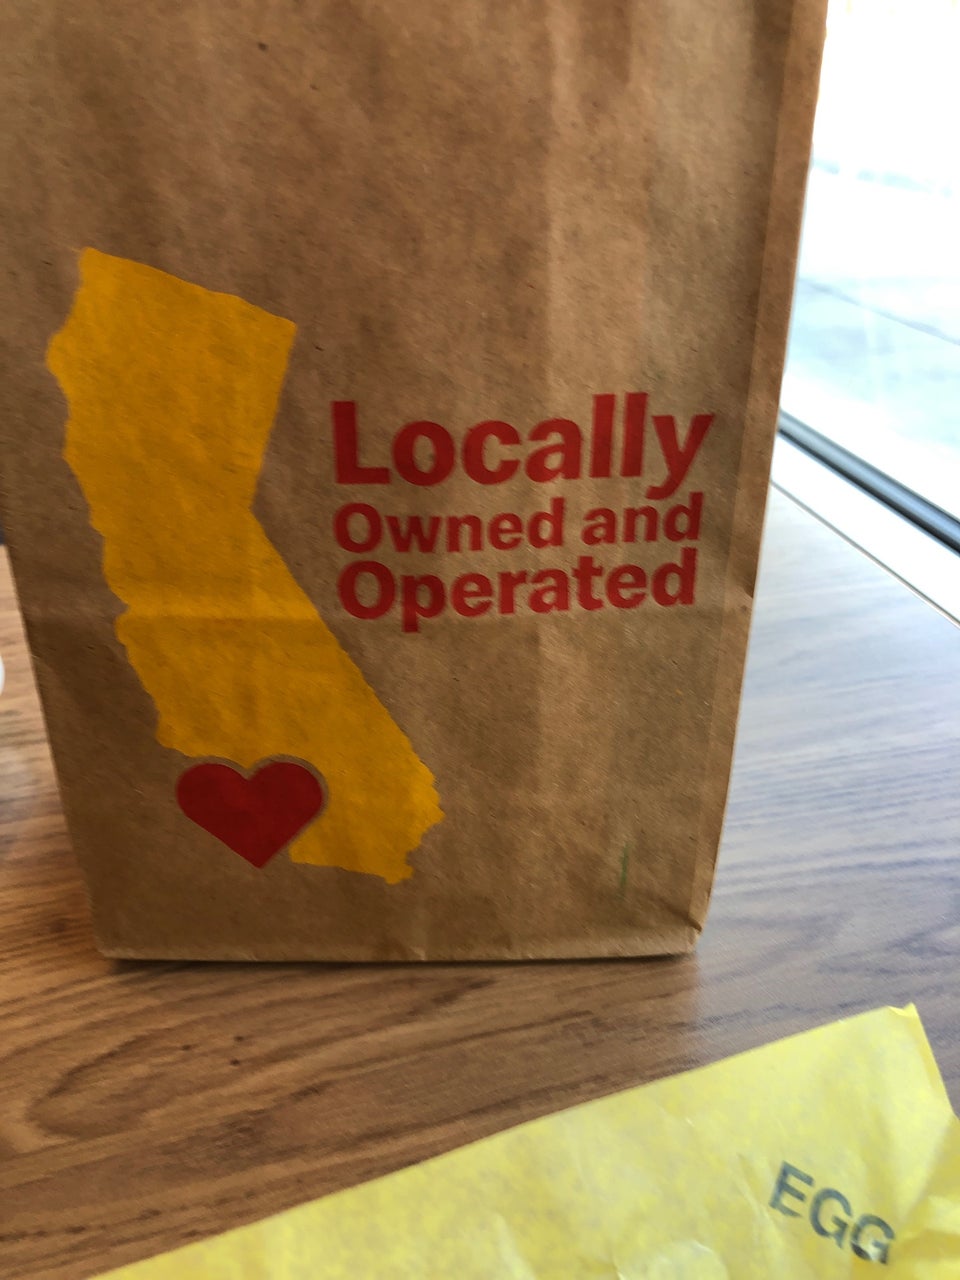 Locally
Owned and
Operated
EGG